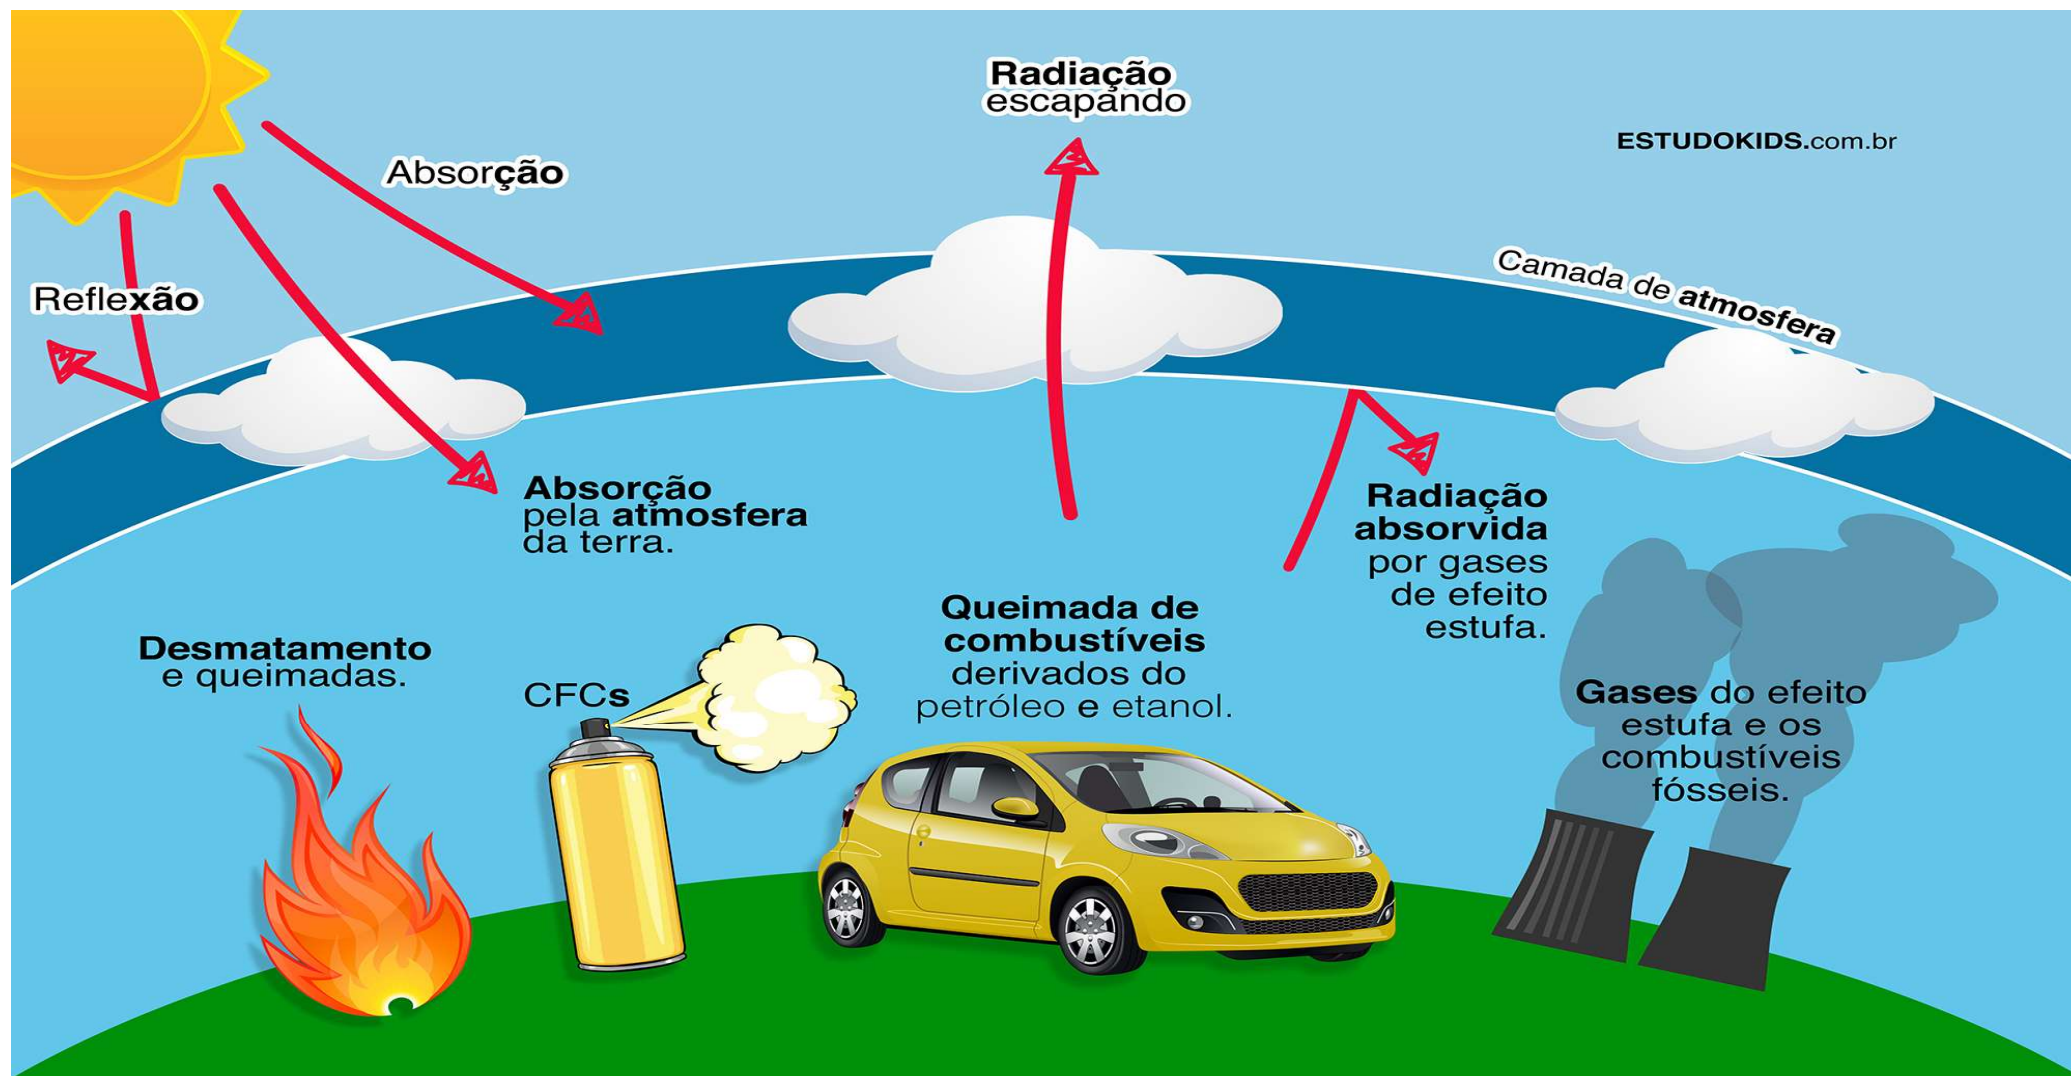 Radiação
escapando
ESTUDOKIDS.com.br
Absorção
Reflexão
Camada de atmosfera
Absorção
pela atmosfera
da terra.
Radiação
absorvida
por gases
de efeito
estufa.
Desmatamento
e queimadas.
CFCs
Queimada de
combustíveis
derivados do
petróleo e etanol.
Gases do efeito
estufa e os
combustíveis
fósseis.